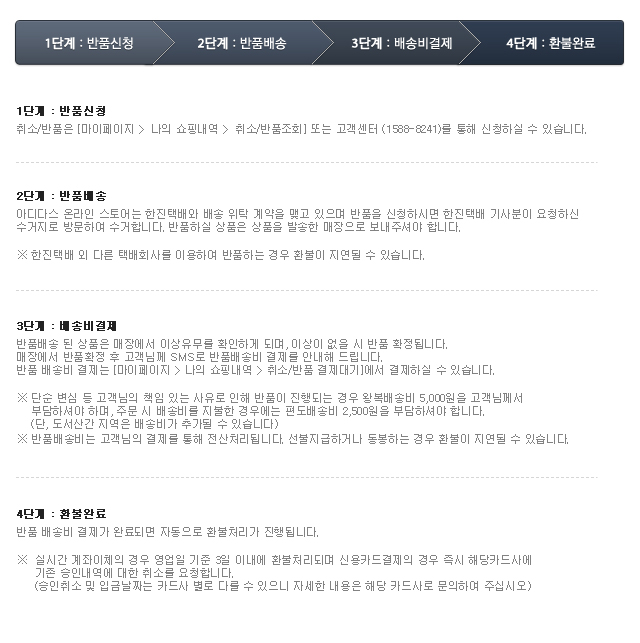 1단계 : 반품신청
2단계 : 반품배송
3단계 : 배송비결제
4단계 : 환불완료
1단계 : 반품신청
취소/반품은 [마이페이지 > 나의 쇼핑내역 > 취소/반품조회] 또는 고객센터 (1588-8241)를 통해 신청하실 수 있습니다.
2단계 : 반품배송
아디다스 온라인 스토어는 한진택배와 배송 위탁 계약을 맺고 있으며 반품을 신청하시면 한진택배 기사분이 요청하신
수거지로 방문하여 수거합니다. 반품하실 상품은 상품을 발송한 매장으로 보내주셔야 합니다.
※ 한진택배 외 다른 택배회사를 이용하여 반품하는 경우 환불이 지연될 수 있습니다.
3단계 : 배송비결제
반품배송 된 상품은 매장에서 이상유무를 확인하게 되며, 이상이 없을 시 반품 확정됩니다.
매장에서 반품확정 후 고객님께 SMS로 반품배송비 결제를 안내해 드립니다.
반품 배송비 결제는 [마이페이지 > 나의 쇼핑내역 > 취소/반품 결제대기]에서 결제하실 수 있습니다.
※ 단순 변심 등 고객님의 책임 있는 사유로 인해 반품이 진행되는 경우 왕복배송비 5,000원을 고객님께서
부담하셔야 하며, 주문 시 배송비를 지불한 경우에는 편도배송비 2,500원을 부담하셔야 합니다.
(단, 도서산간 지역은 배송비가 추가될 수 있습니다)
※ 반품배송비는 고객님의 결제를 통해 전산처리됩니다. 선불지급하거나 동봉하는 경우 환불이 지연될 수 있습니다.
4단계 : 환불완료
반품 배송비 결제가 완료되면 자동으로 환불처리가 진행됩니다.
※ 실시간 계좌이체의 경우 영업일 기준 3일 이내에 환불처리되며 신용카드결제의 경우 즉시 해당카드사에
기존 승인내역에 대한 취소를 요청합니다.
(승인취소 및 입금날짜는 카드사 별로 다를 수 있으니 자세한 내용은 해당 카드사로 문의하여 주십시오)